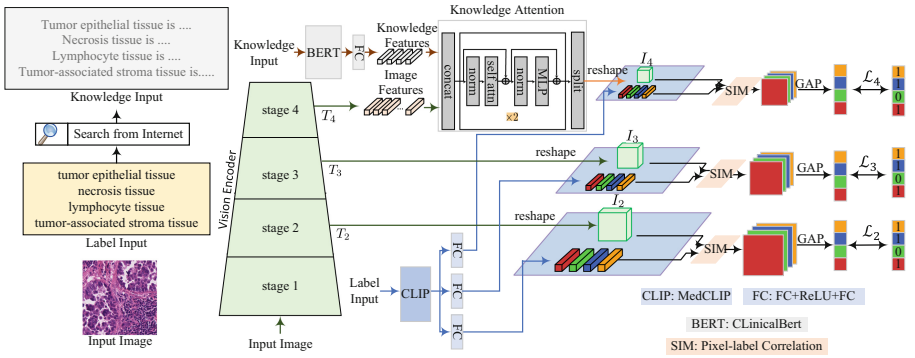 Tumor epithelial tissue is ....
Necrosis tissue is ....
Lymphocyte tissue is ....
Tumor-associated stroma tissue is.....
Knowledge Input
Search from Internet
tumor epithelial tissue
necrosis tissue
lymphocyte tissue
tumor-associated stroma tissue
Label Input
Input Image
Vision Encoder
stage 4
stage 3
stage 2
stage 1
Input Image
Knowledge
Input
BERT
FC
Knowledge
Features
Image
Features
...
T4
T3
T2
Knowledge Attention
concat
norm
self attn
norm
MLP
split
×2
reshape
I4
SIM
GAP
L4
1
1
0
1
reshape
I3
SIM
GAP
L3
1
1
0
1
reshape
I2
SIM
GAP
L2
1
1
0
1
Label
Input
CLIP
FC
FC
FC
CLIP: MedCLIP
FC: FC+ReLU+FC
BERT: CLinicalBert
SIM: Pixel-label Correlation